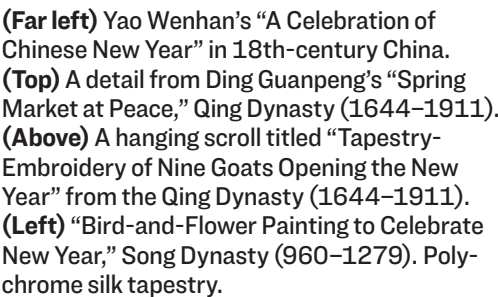 (Far left) Yao Wenhan’s “A Celebration of
Chinese New Year” in 18th-century China.
(Top) A detail from Ding Guanpeng’s “Spring
Market at Peace,” Qing Dynasty (1644–1911).
(Above) A hanging scroll titled “Tapestry-
Embroidery of Nine Goats Opening the New
Year” from the Qing Dynasty (1644–1911).
(Left) “Bird-and-Flower Painting to Celebrate
New Year,” Song Dynasty (960–1279). Poly-
chrome silk tapestry.